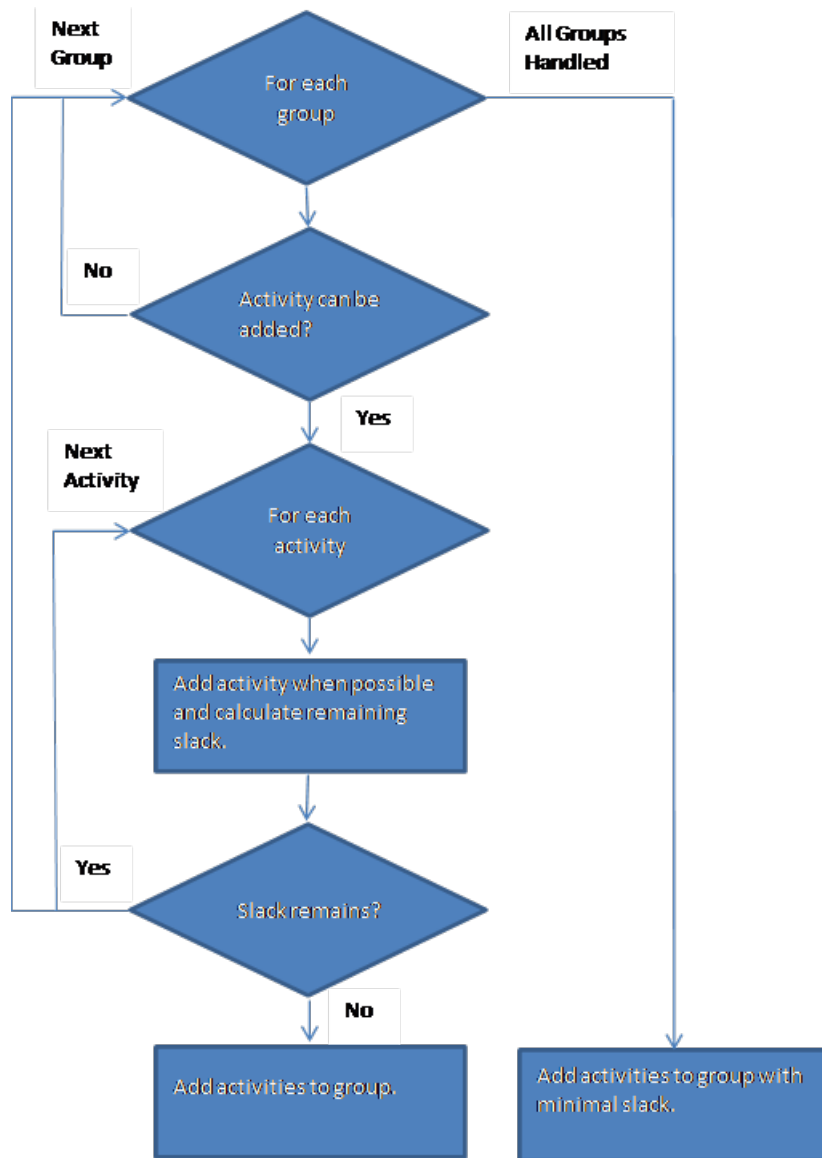 Next
Group
All Groups
Handled
For each
group
No
Activity can be
added?
Yes
Next
Activity
For each
activity
Add activity when possible
and calculate remaining
slack.
Yes
Slack remains?
No
Add activities to group.
Add activities to group with
minimal slack.